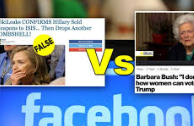 kiLeaks CONFIRMS Hillary Sold
eapons to ISIS... Then Drops Another
OMBSHELL!
FALSE
Vs
Barbara Bush: "I don
how women can vot
Trump
facebook